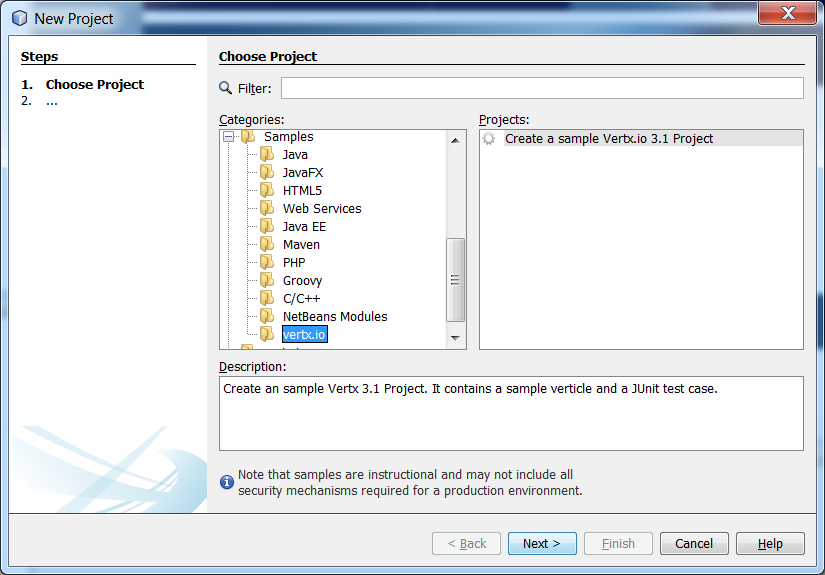 New Project
Steps
1. Choose Project
2. ...
Choose Project
Filter:
Categories:
Samples
Java
JavaFX
HTML5
Web Services
Java EE
Maven
PHP
Groovy
C/C++
NetBeans Modules
vertx.io
Projects:
Create a sample Vertx.io 3.1 Project
Description:
Create an sample Vertx 3.1 Project. It contains a sample verticle and a JUnit test case.
Note that samples are instructional and may not include all
security mechanisms required for a production environment.
< Back
Next >
Finish
Cancel
Help